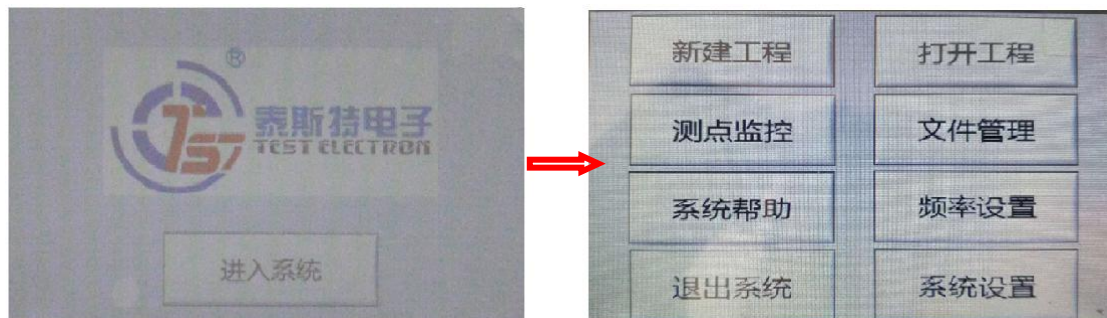 ®
TST
泰斯特电子
TEST ELECTRON
进入系统
新建工程 打开工程
测点监控 文件管理
系统帮助 频率设置
退出系统 系统设置